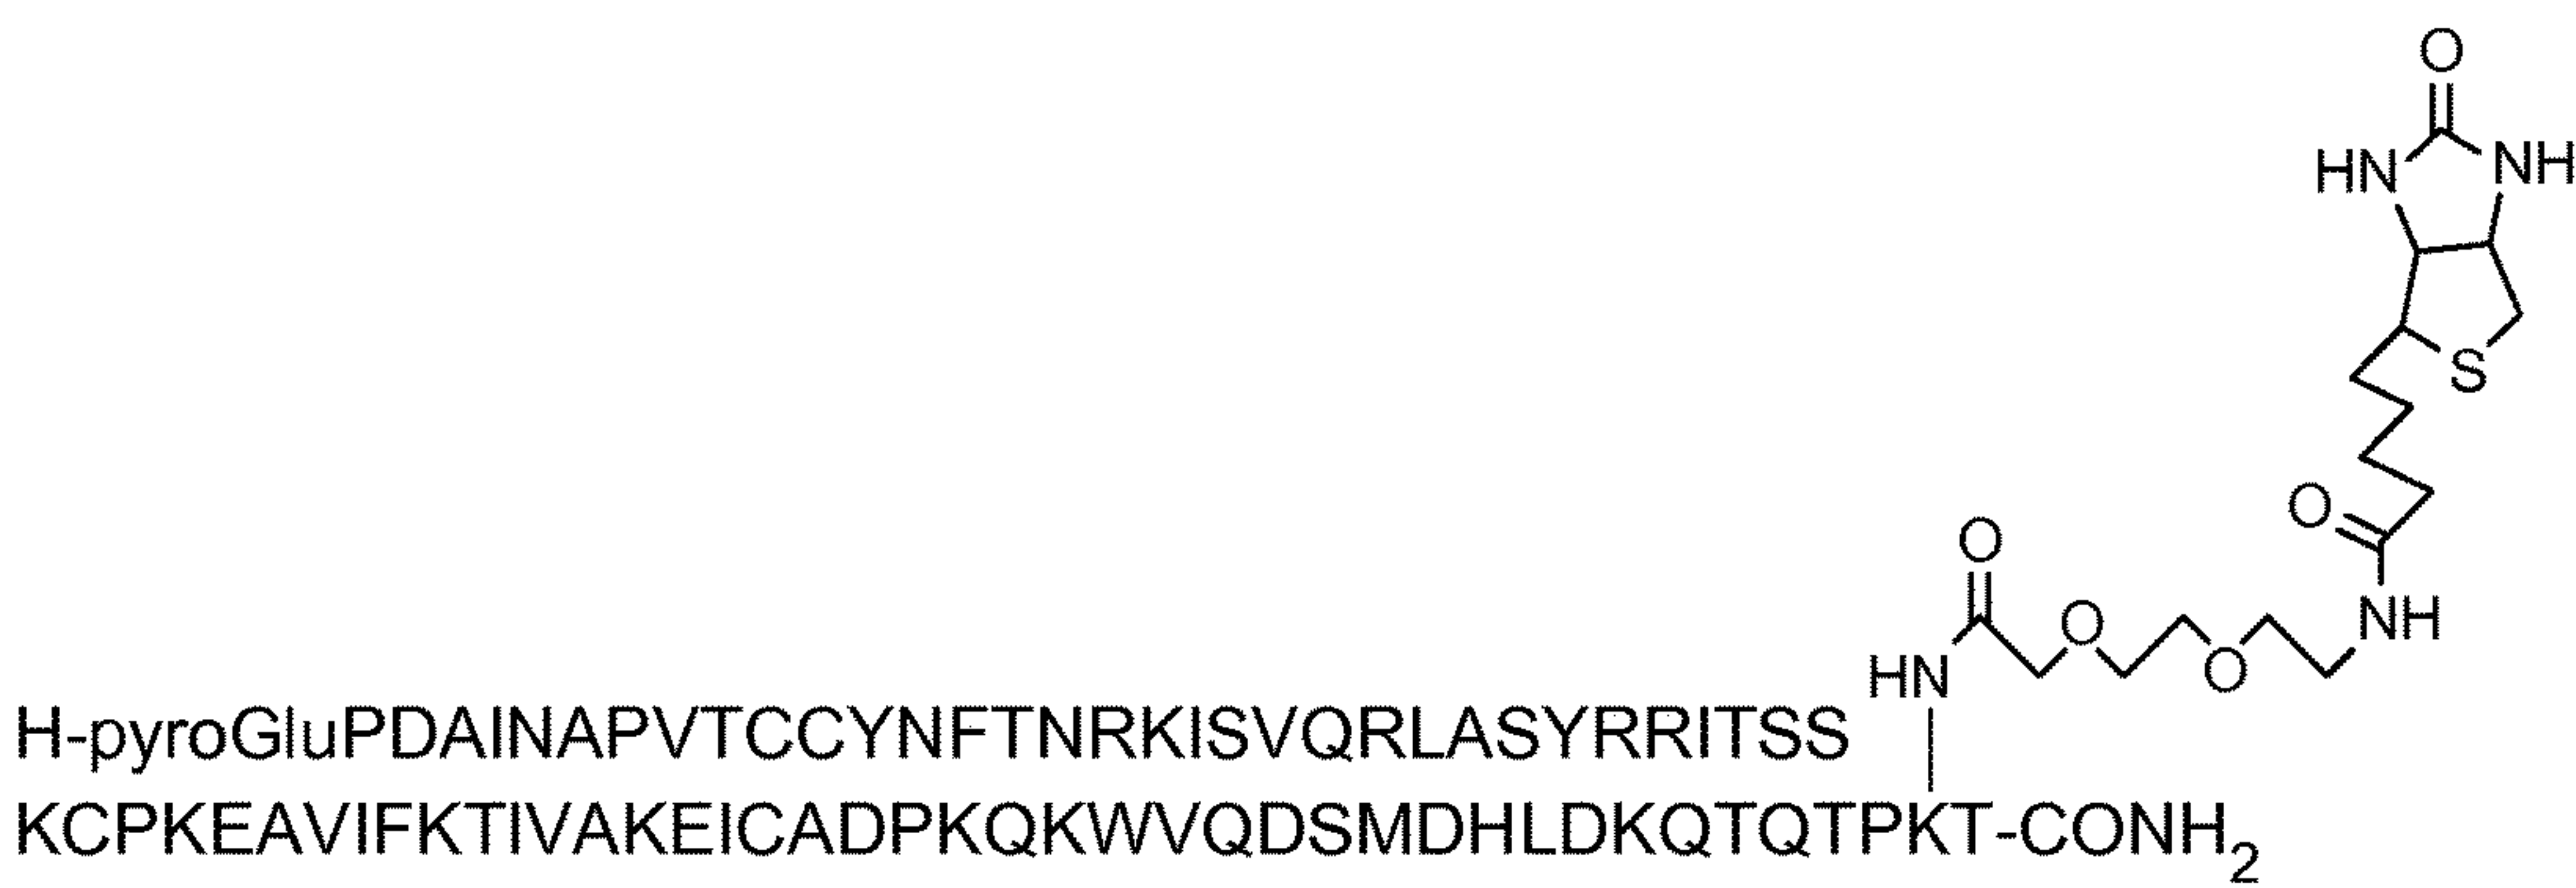 O
HN NH
S
O
O
NH
O
O
HN
H-pyroGluPDAINAPVTCCYNFTNRKISVQRLASYRRITSS
KCPKEAVIFKTIVAKEICADPKQKWVQDSMDHLDKQTQTPKT-CONH2